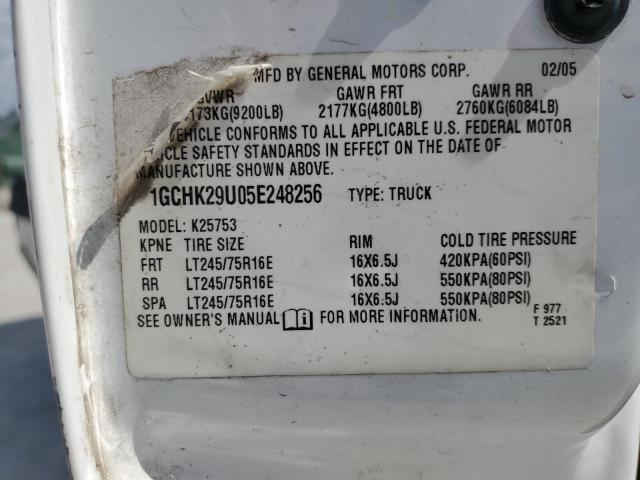 MFD BY GENERAL MOTORS CORP. 02/05
GVWR GAWR FRT GAWR RR
173KG(9200LB) 2177KG(4800LB) 2760KG(6084LB)
VEHICLE CONFORMS TO ALL APPLICABLE U.S. FEDERAL MOTOR
CLE SAFETY STANDARDS IN EFFECT ON THE DATE OF
MANUFACTURE SHOWN ABOVE.
1GCHK29U05E248256 TYPE: TRUCK
MODEL: K25753
KPNE TIRE SIZE RIM COLD TIRE PRESSURE
FRT LT245/75R16E 16X6.5J 420KPA(60PSI)
RR LT245/75R16E 16X6.5J 550KPA(80PSI)
SPA LT245/75R16E 16X6.5J 550KPA(80PSI)
SEE OWNER'S MANUAL i FOR MORE INFORMATION.
F 977
T 2521